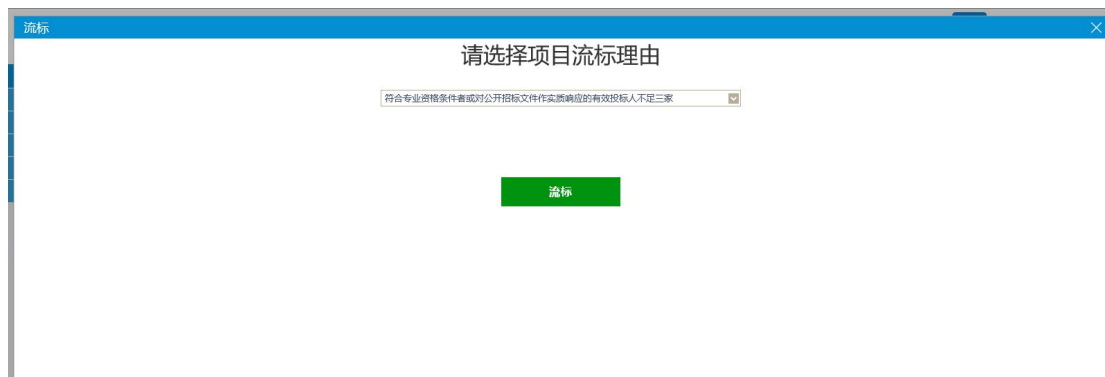 流标
请选择项目流标理由
符合专业资格条件者或对公开招标文件作实质响应的有效投标人不足三家
流标